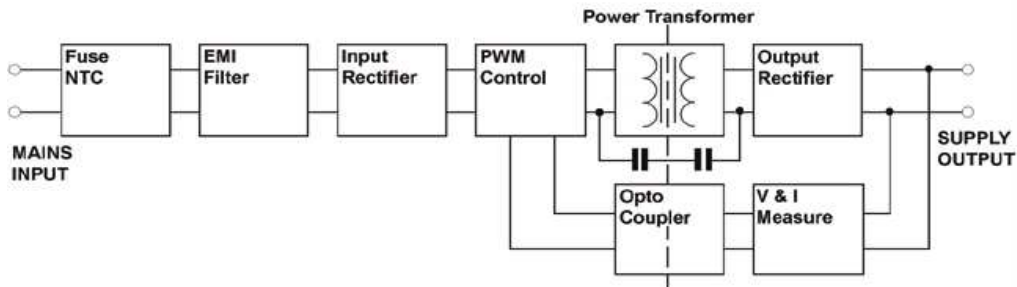 Power Transformer
Fuse
NTC
EMI
Filter
Input
Rectifier
PWM
Control
Output
Rectifier
MAINS
INPUT
SUPPLY
OUTPUT
Opto
Coupler
V & I
Measure